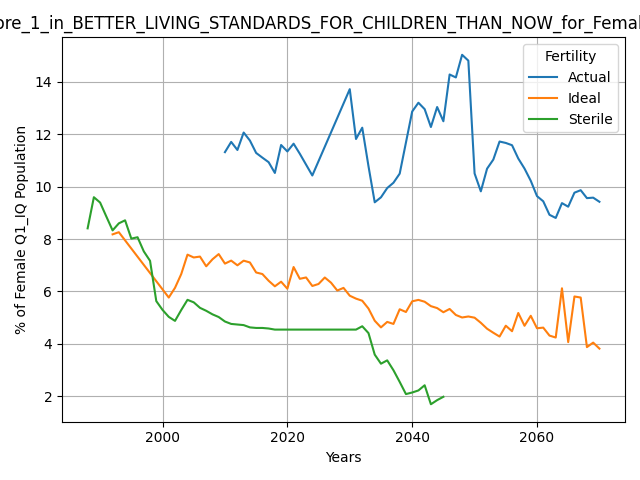 ore_1_in_BETTER_LIVING_STANDARDS_FOR_CHILDREN_THAN_NOW_for_Femal
Fertility
Actual
Ideal
Sterile
% of Female Q1_IQ Population
14
12
10
8
6
4
2
2000 2020 2040 2060
Years